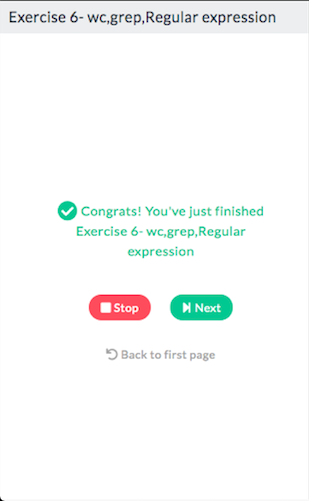 Exercise 6- wc,grep,Regular expression
Congrats! You've just finished
Exercise 6- wc,grep,Regular
expression
Stop
Next
Back to first page